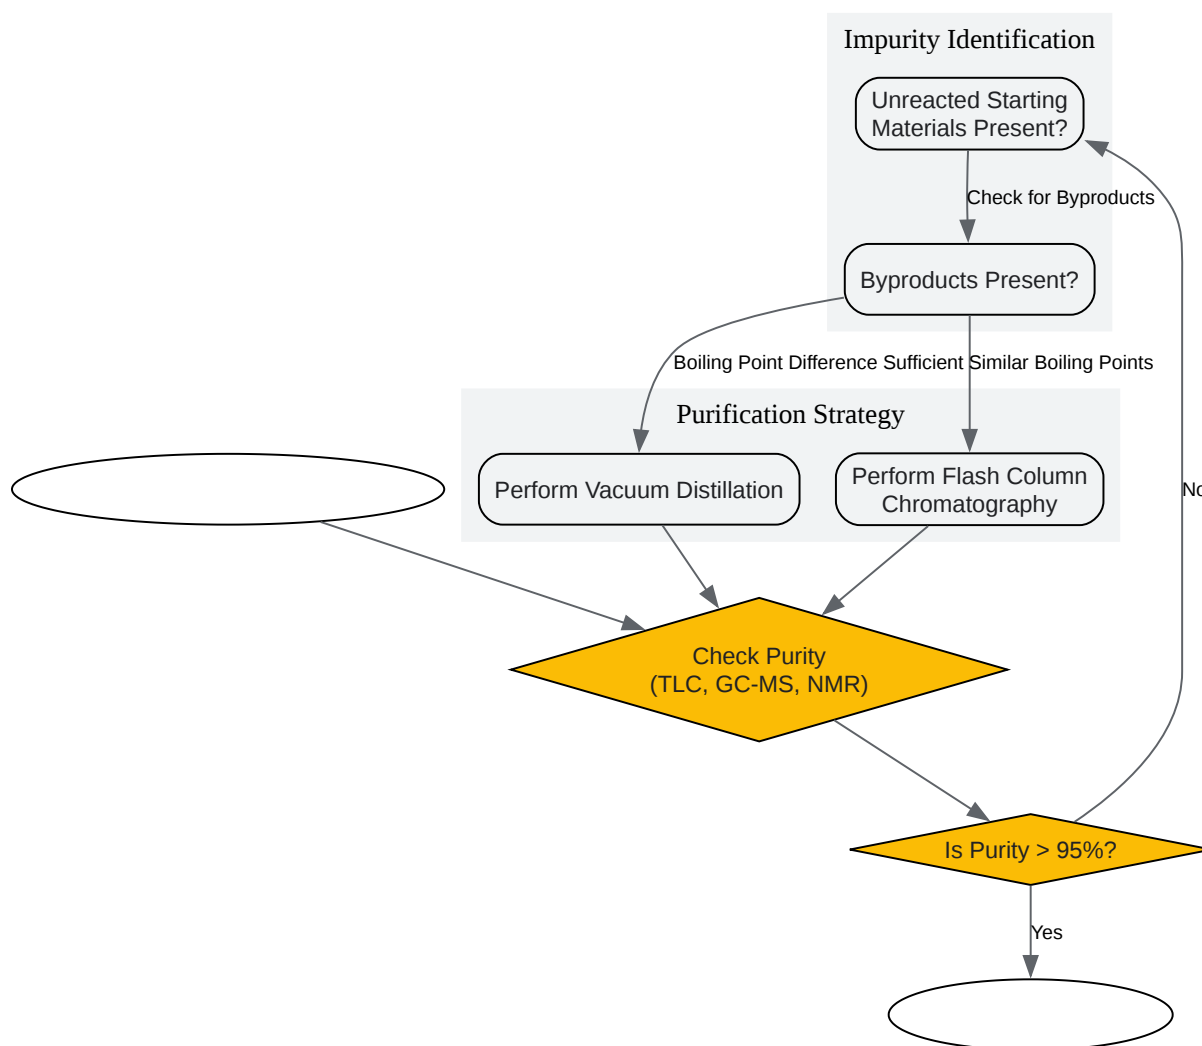 Impurity Identification
Unreacted Starting
Materials Present?
Check for Byproducts
Byproducts Present?
Boiling Point Difference Sufficient
Similar Boiling Points
Purification Strategy
Perform Vacuum Distillation
Perform Flash Column
Chromatography
No
Check Purity
(TLC, GC-MS, NMR)
Is Purity > 95%?
Yes